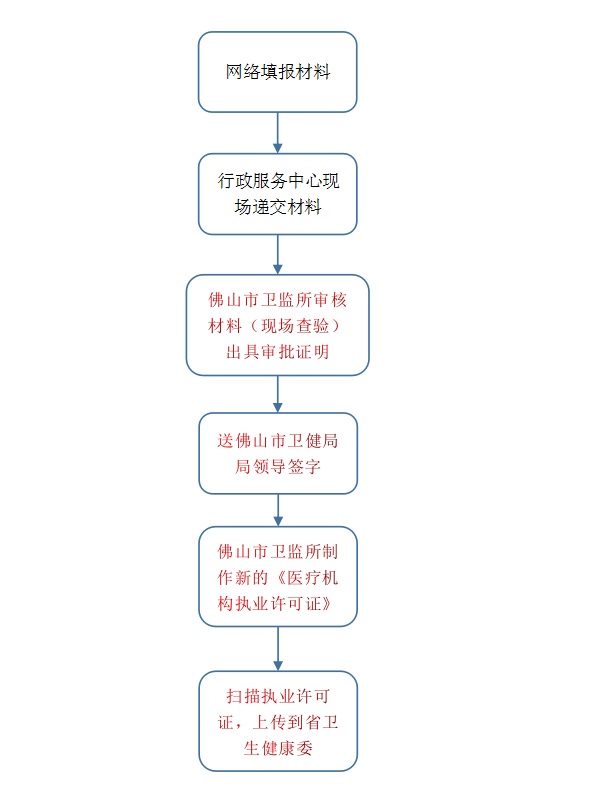 网络填报材料
行政服务中心现
场递交材料
佛山市卫监所审核
材料（现场查验）
出具审批证明
送佛山市卫健局
局领导签字
佛山市卫监所制
作新的《医疗机
构执业许可证》
扫描执业许可
证，上传到省卫
生健康委